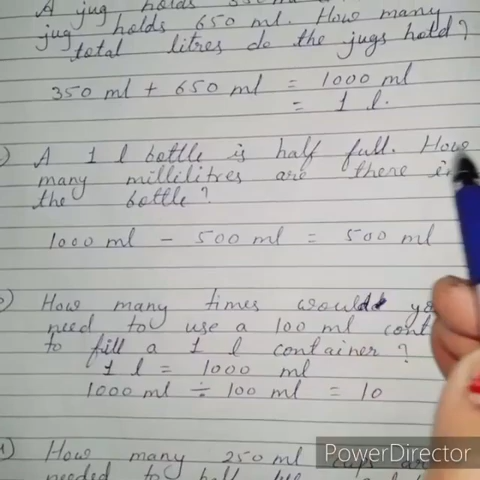 A jug holds
jug holds 650 ml. How many
total litres do the jugs hold?
350 ml + 650 ml = 1000 ml
= 1 l.
A 1 l bottle is half full. How
many millilitres are there in
the bottle?
1000 ml - 500 ml = 500 ml
How many times would
need to use a 100 ml
to fill a 1 l container?
1 l = 1000 ml
1000 ml ÷ 100 ml = 10
How many 250 ml
PowerDirector